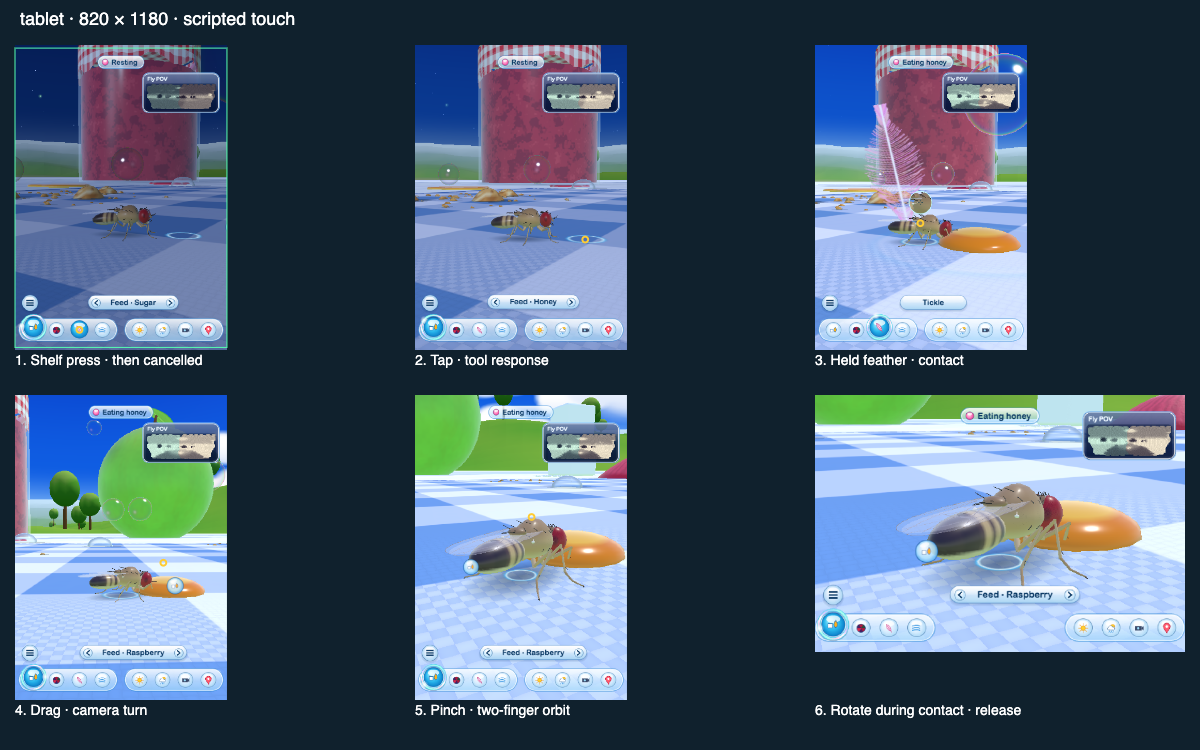 tablet · 820 × 1180 · scripted touch
Resting
Fly POV
Feed · Sugar
1. Shelf press · then cancelled
Resting
Fly POV
Feed · Honey
2. Tap · tool response
Eating honey
Fly POV
Tickle
3. Held feather · contact
Eating honey
Fly POV
Feed · Raspberry
4. Drag · camera turn
Eating honey
Fly POV
Feed · Raspberry
5. Pinch · two-finger orbit
Eating honey
Fly POV
Feed · Raspberry
6. Rotate during contact · release